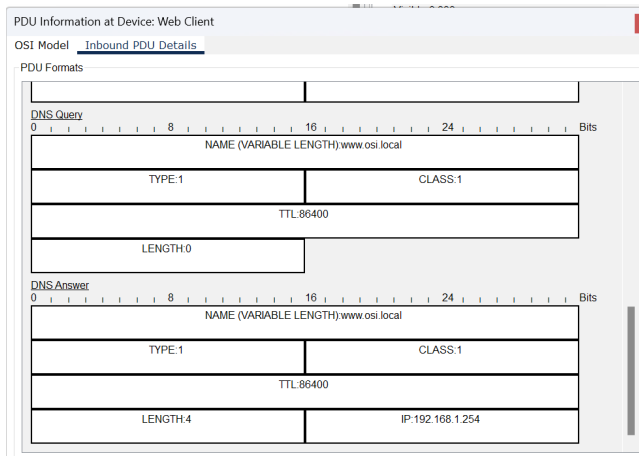 PDU Information at Device: Web Client
OSI Model Inbound PDU Details
PDU Formats
DNS Query
0 8 16 24 Bits
NAME (VARIABLE LENGTH):www.osi.local
TYPE:1 CLASS:1
TTL:86400
LENGTH:0
DNS Answer
0 8 16 24 Bits
NAME (VARIABLE LENGTH):www.osi.local
TYPE:1 CLASS:1
TTL:86400
LENGTH:4 IP:192.168.1.254